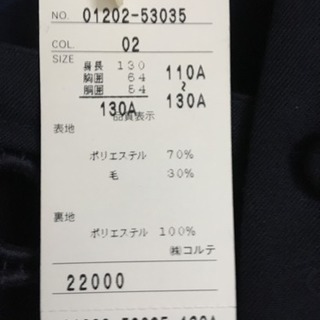 NO. 01202-53035
COL. 02
SIZE
身長 130
胸囲 64
胴囲 54
130A
110A
~
130A
品質表示
表地
ポリエステル 70%
毛 30%
裏地
ポリエステル 100%
㈱コルテ
22000